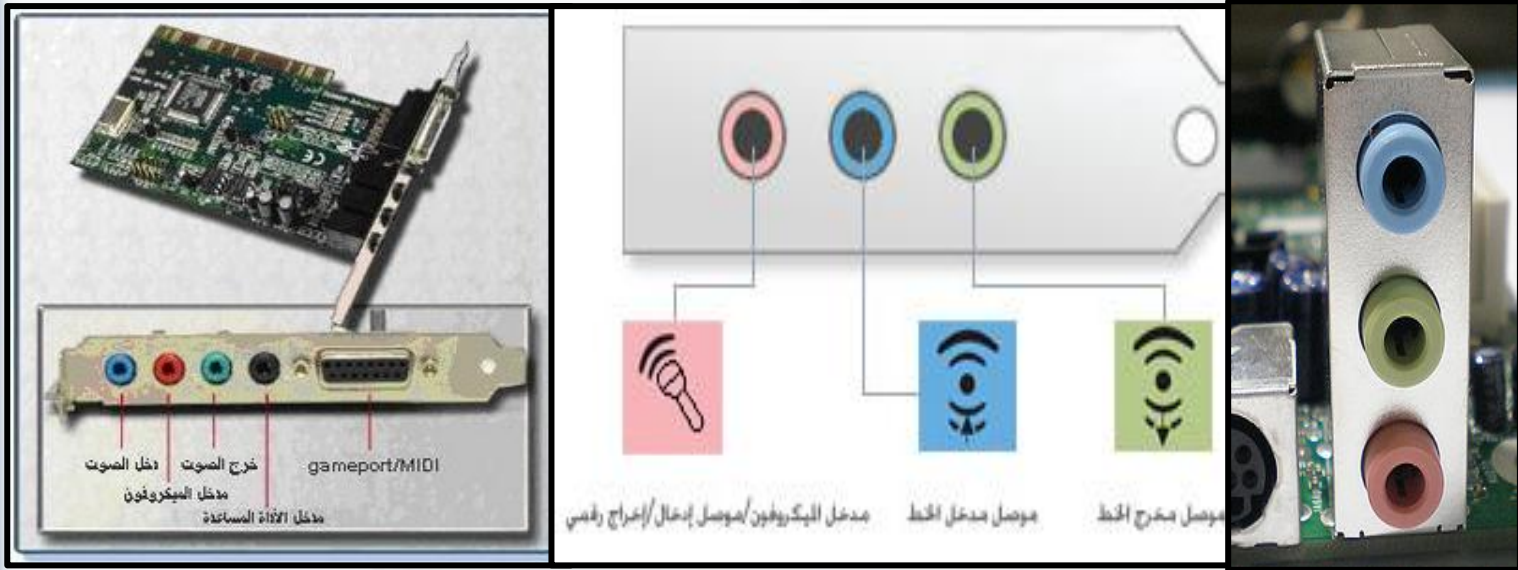 دخل الصوت
خرج الصوت
gameport/MIDI
مدخل الميكروفون
مدخل الأداة المساعدة
مدخل الميكروفون/موصل إدخال/إخراج رقمي
موصل مدخل الخط
موصل مخرج الخط
CE